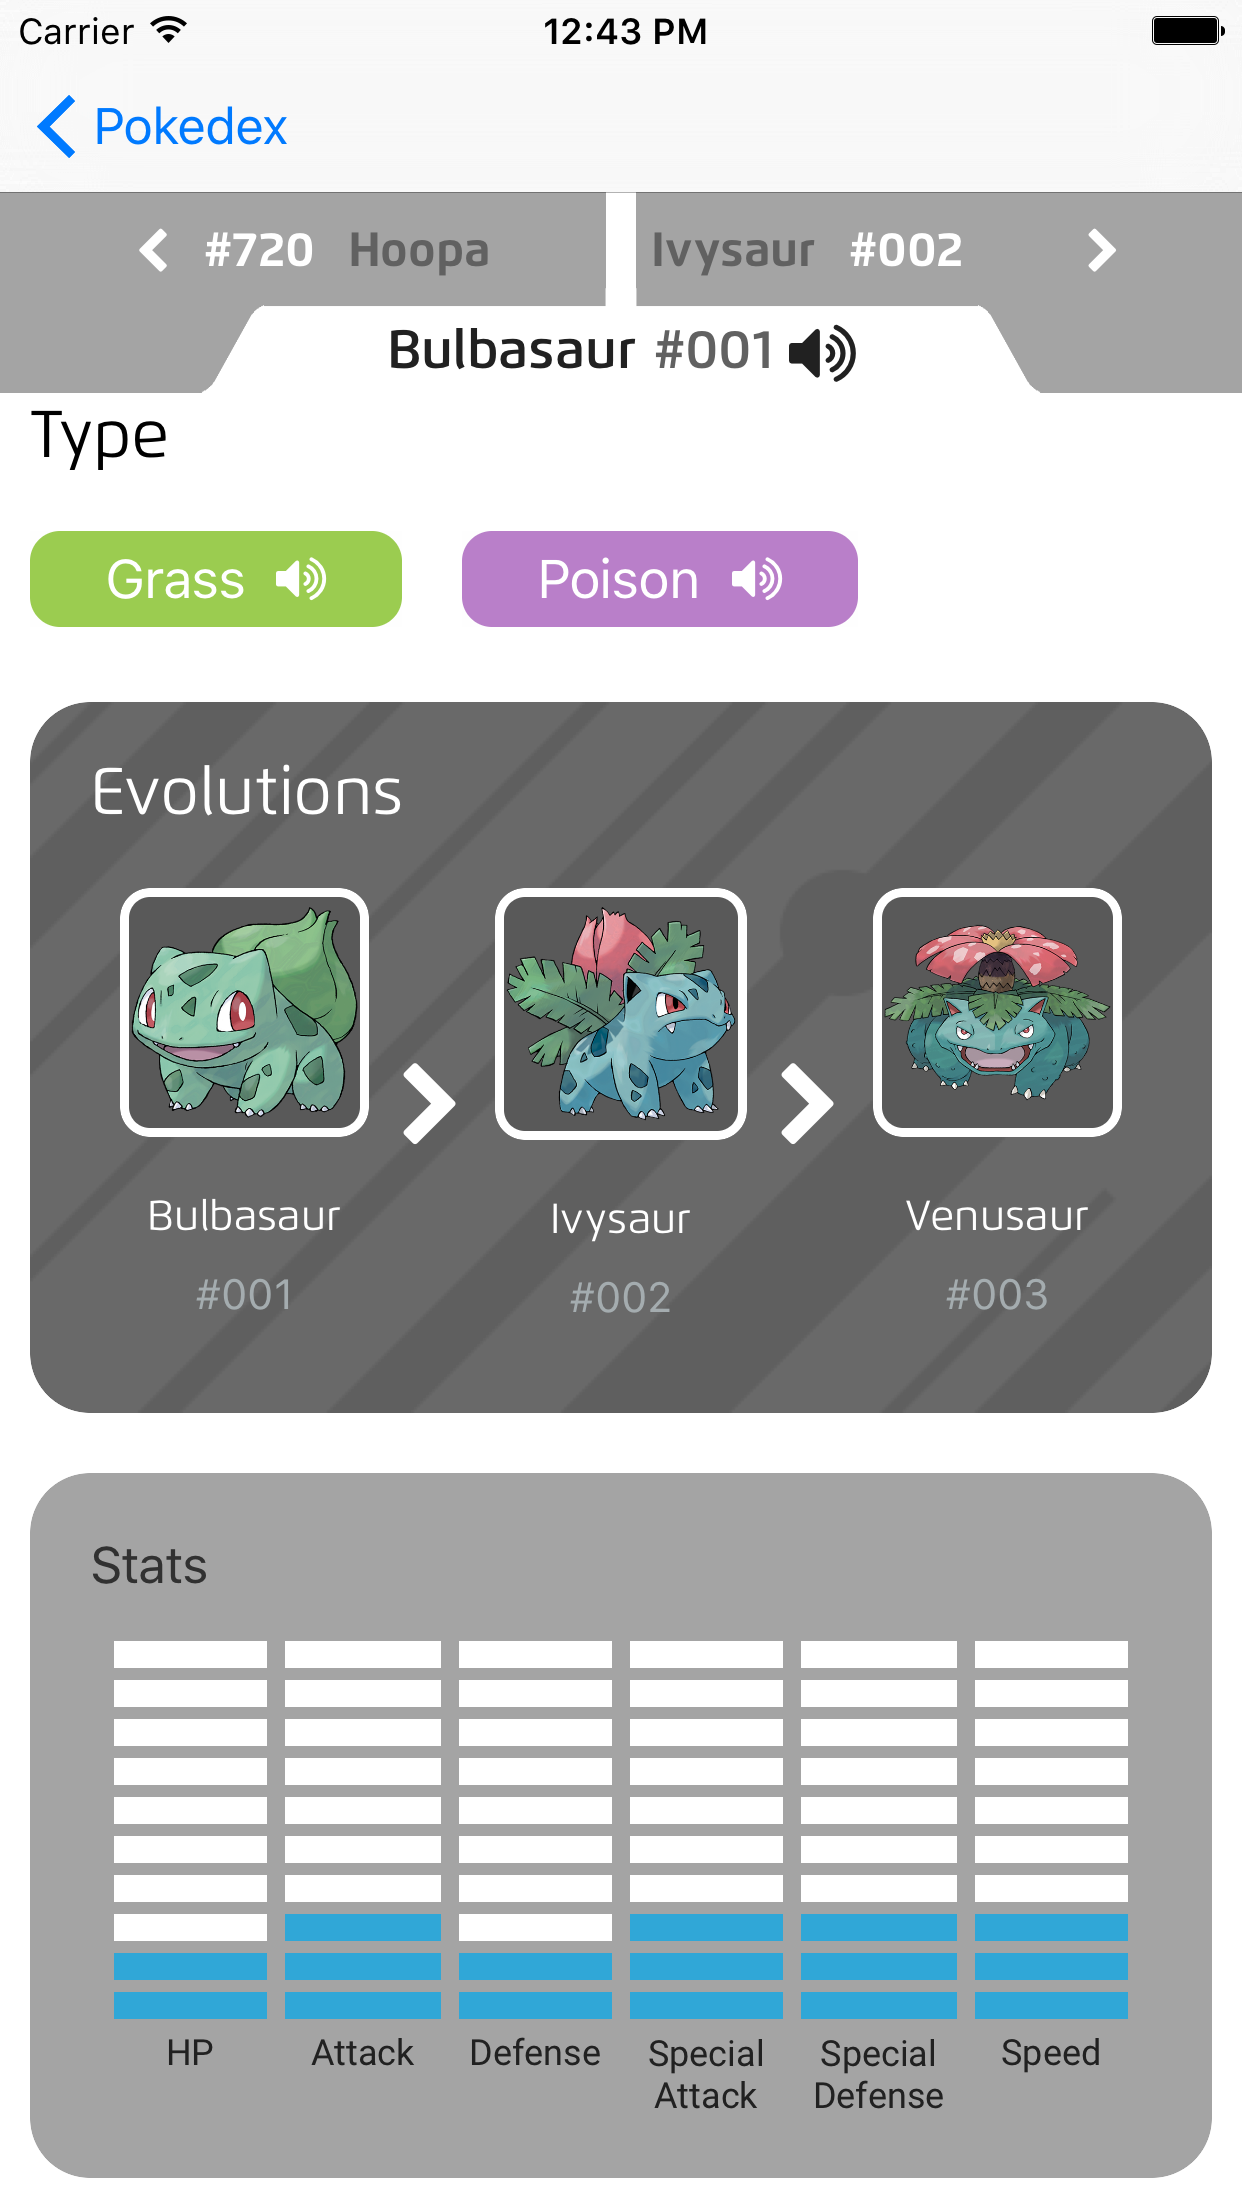 Carrier 12:43 PM
Pokedex
#720 Hoopa Ivysaur #002
Bulbasaur #001
Type
Grass Poison
Evolutions
Bulbasaur Ivysaur Venusaur
#001 #002 #003
Stats
HP Attack Defense Special Attack Special Defense Speed